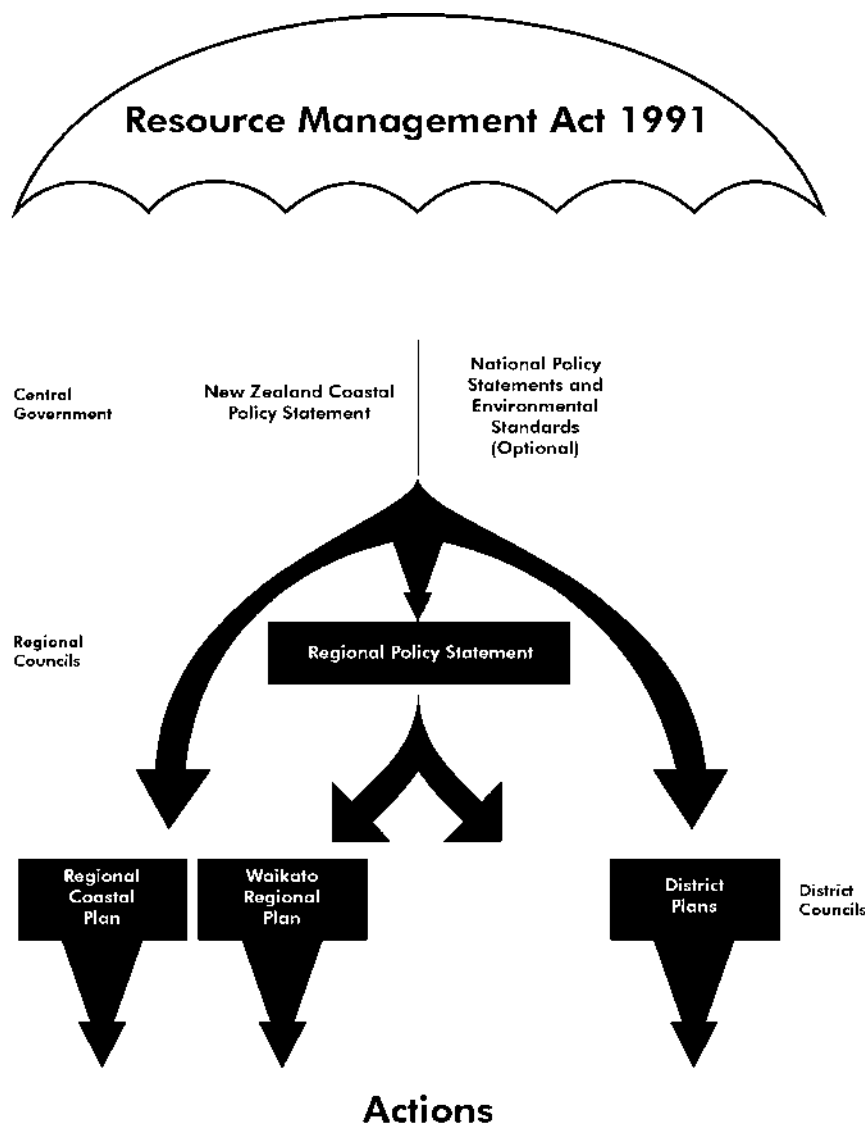 Resource Management Act 1991
Central
Government
New Zealand Coastal
Policy Statement
National Policy
Statements and
Environmental
Standards
(Optional)
Regional
Councils
Regional Policy Statement
Regional
Coastal
Plan
Waikato
Regional
Plan
District
Plans
District
Councils
Actions